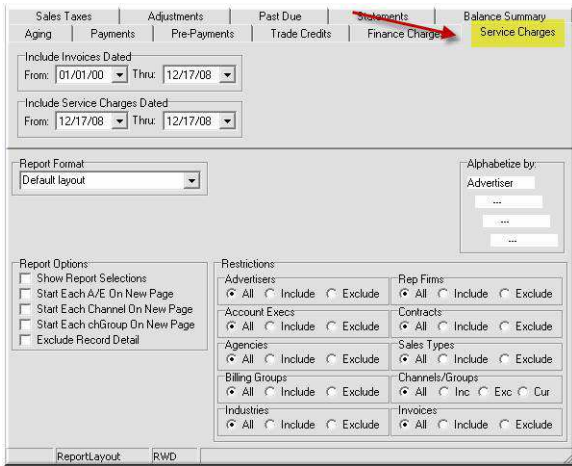 Sales Taxes Adjustments Past Due Statements Balance Summary
Aging Payments Pre-Payments Trade Credits Finance Charges Service Charges
Include Invoices Dated
From: 01/01/00 Thru: 12/17/08
Include Service Charges Dated
From: 12/17/08 Thru: 12/17/08
Report Format
Default layout
Alphabetize by:
Advertiser
...
...
...
Report Options
Show Report Selections
Start Each A/E On New Page
Start Each Channel On New Page
Start Each chGroup On New Page
Exclude Record Detail
Restrictions
Advertisers
All Include Exclude
Rep Firms
All Include Exclude
Account Execs
All Include Exclude
Contracts
All Include Exclude
Agencies
All Include Exclude
Sales Types
All Include Exclude
Billing Groups
All Include Exclude
Channels/Groups
All Inc Exc Cur
Industries
All Include Exclude
Invoices
All Include Exclude
ReportLayout RWD